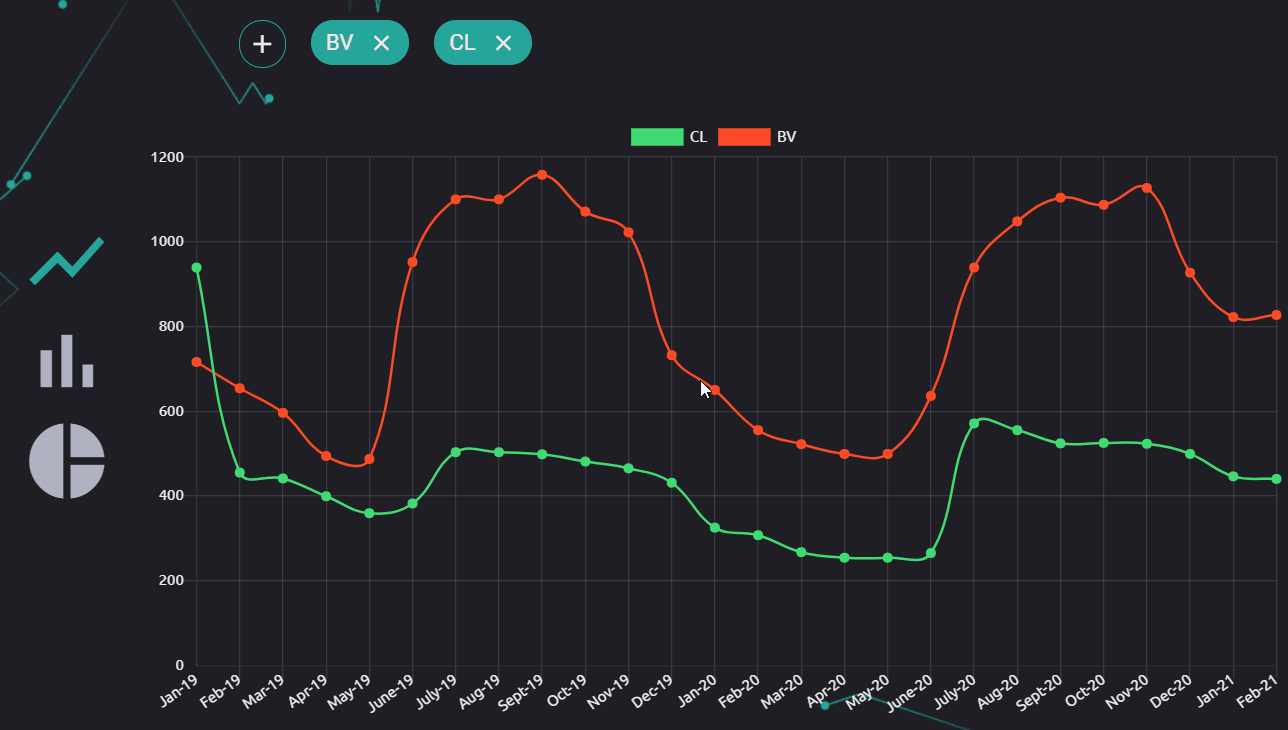 BV CL
CL BV
1200
1000
800
600
400
200
0
Jan-19 Feb-19 Mar-19 Apr-19 May-19 June-19 July-19 Aug-19 Sept-19 Oct-19 Nov-19 Dec-19 Jan-20 Feb-20 Mar-20 Apr-20 May-20 June-20 July-20 Aug-20 Sept-20 Oct-20 Nov-20 Dec-20 Jan-21 Feb-21